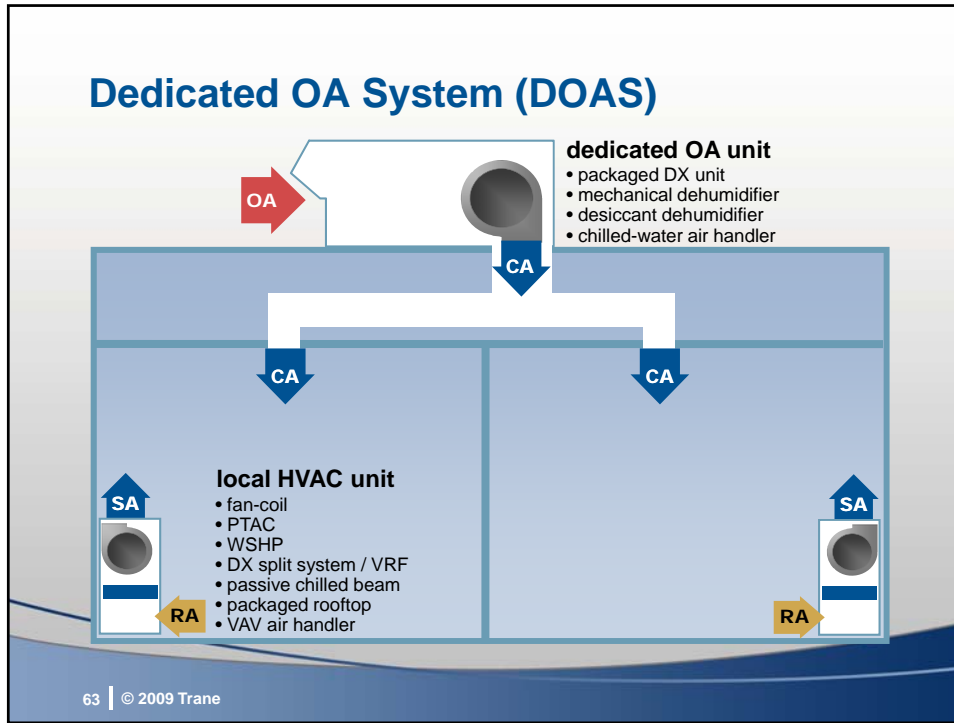 Dedicated OA System (DOAS)
dedicated OA unit
• packaged DX unit
• mechanical dehumidifier
• desiccant dehumidifier
• chilled-water air handler
OA
CA
CA
CA
local HVAC unit
• fan-coil
• PTAC
• WSHP
• DX split system / VRF
• passive chilled beam
• packaged rooftop
• VAV air handler
SA
RA
SA
RA
63 | © 2009 Trane